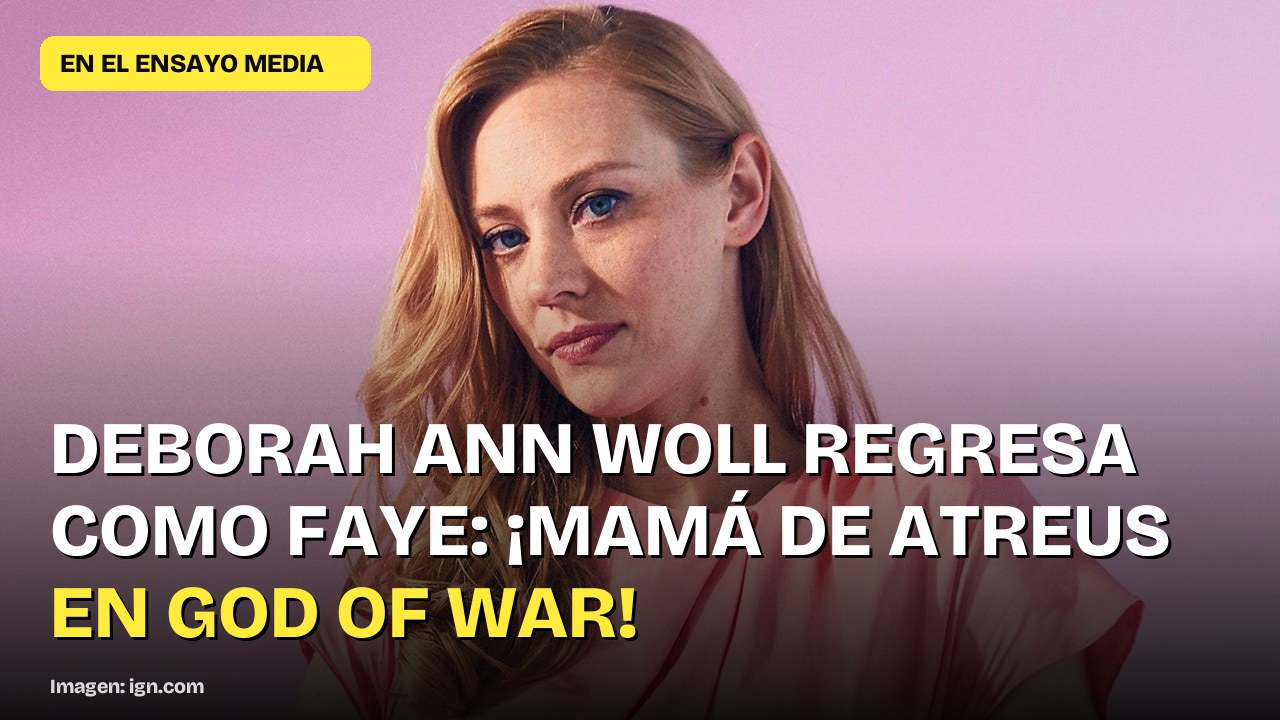 EN EL ENSAYO MEDIA
DEBORAH ANN WOLL REGRESA
COMO FAYE: ¡MAMÁ DE ATREUS
EN GOD OF WAR!
Imagen: ign.com